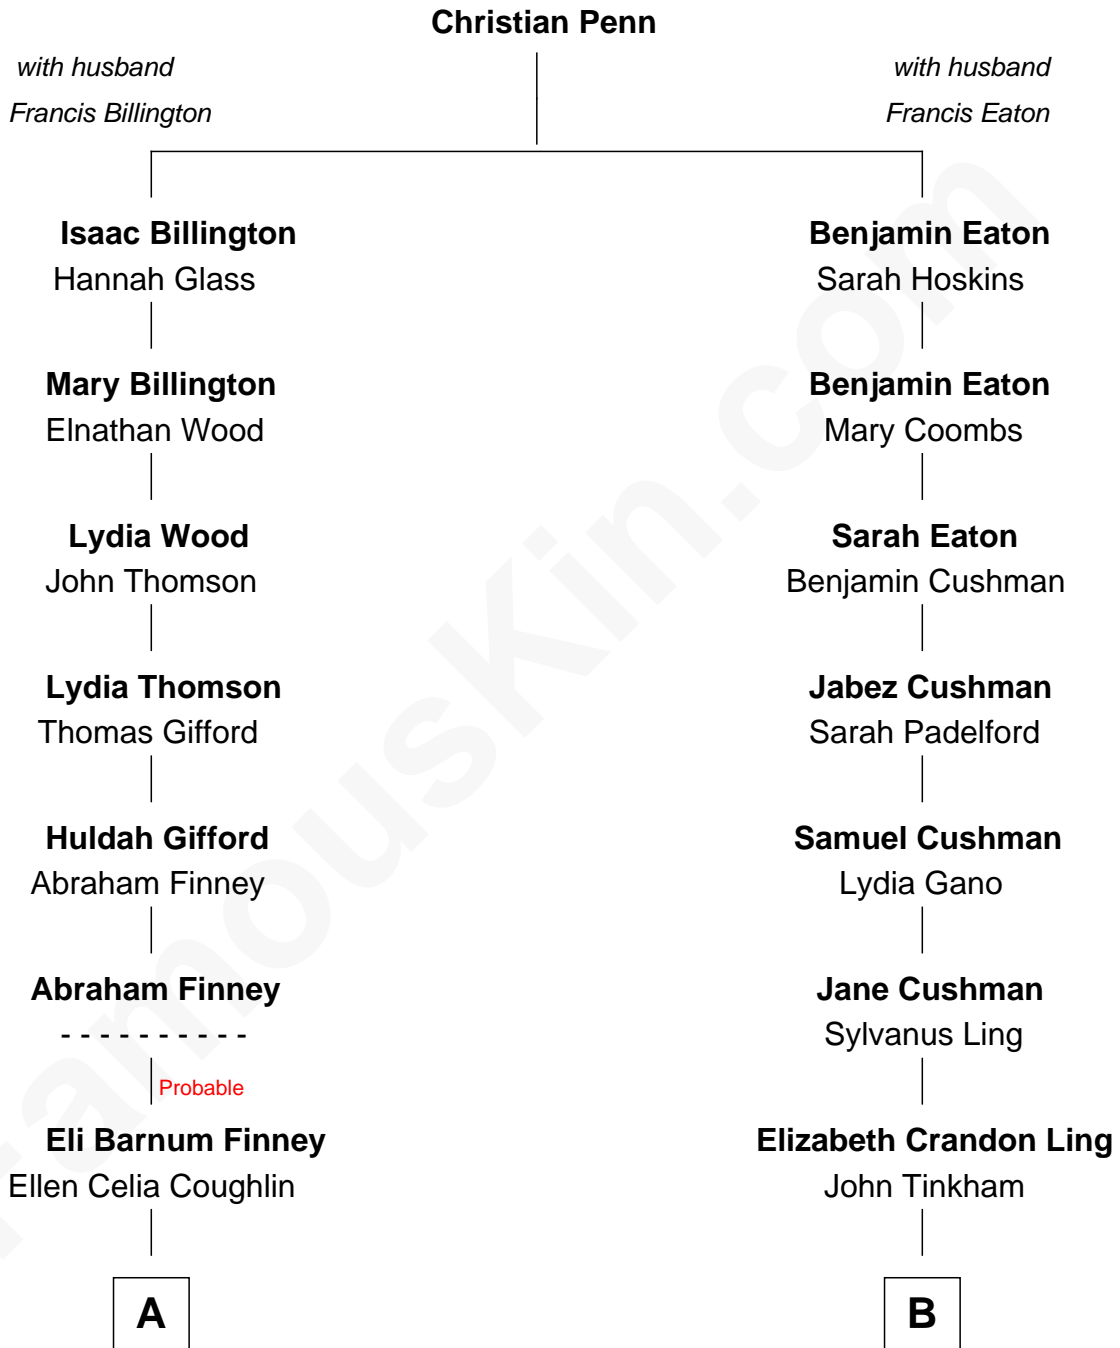 Christian Penn
with husband
Francis Billington
with husband
Francis Eaton
Isaac Billington
Hannah Glass
Benjamin Eaton
Sarah Hoskins
Mary Billington
Elnathan Wood
Benjamin Eaton
Mary Coombs
Lydia Wood
John Thomson
Sarah Eaton
Benjamin Cushman
Lydia Thomson
Thomas Gifford
Jabez Cushman
Sarah Padelford
Huldah Gifford
Abraham Finney
Samuel Cushman
Lydia Gano
Abraham Finney
- - - - - - - - - -
Jane Cushman
Sylvanus Ling
Probable
Eli Barnum Finney
Ellen Celia Coughlin
Elizabeth Crandon Ling
John Tinkham
A
B
FamousKin.com